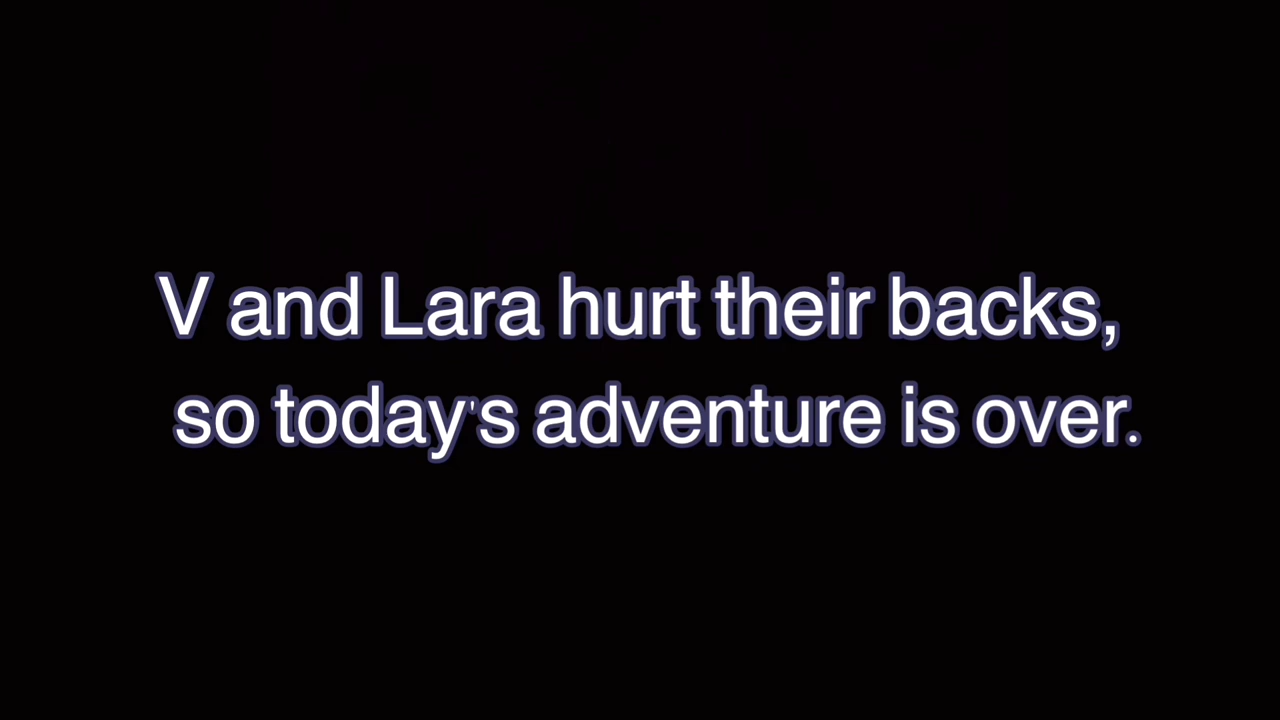 V and Lara hurt their backs,
so today's adventure is over.